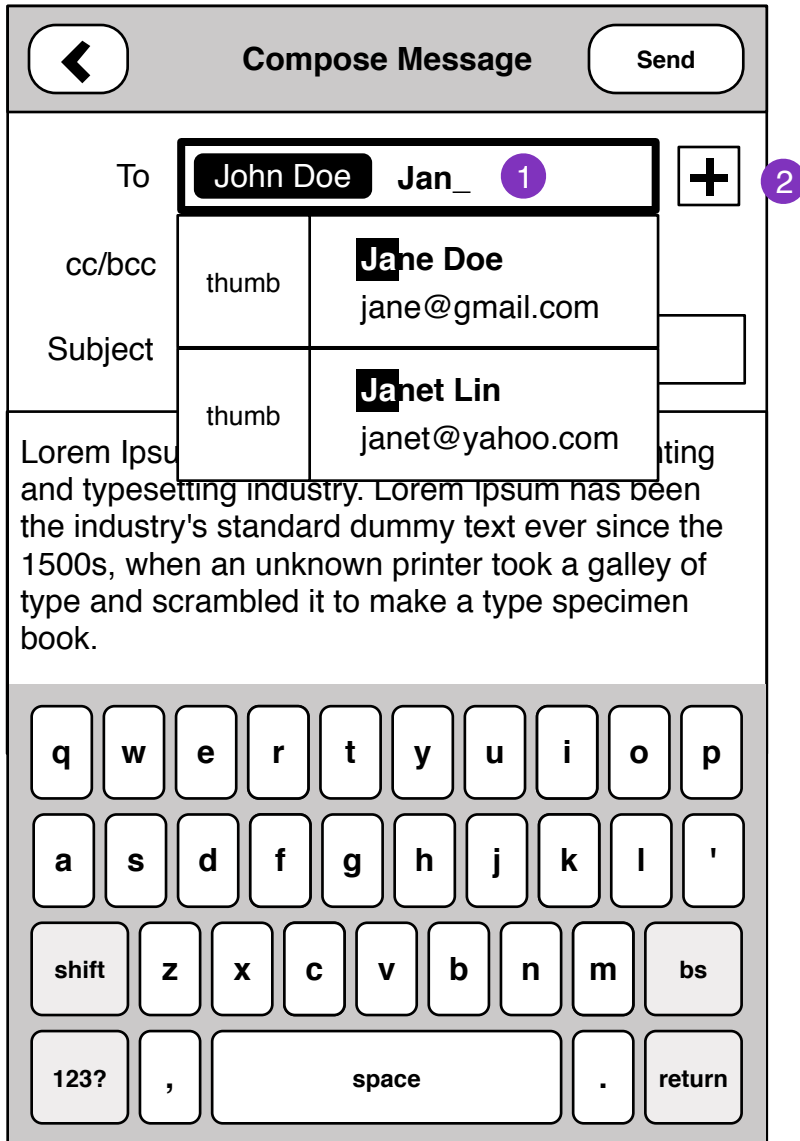 Compose Message Send
To John Doe Jan_ 1 2
cc/bcc
thumb
Jane Doe
jane@gmail.com
Subject
thumb
Janet Lin
janet@yahoo.com
Lorem Ipsu ting
and typesetting industry. Lorem Ipsum has been
the industry's standard dummy text ever since the
1500s, when an unknown printer took a galley of
type and scrambled it to make a type specimen
book.
q w e r t y u i o p
a s d f g h j k l '
shift z x c v b n m bs
123? , space . return